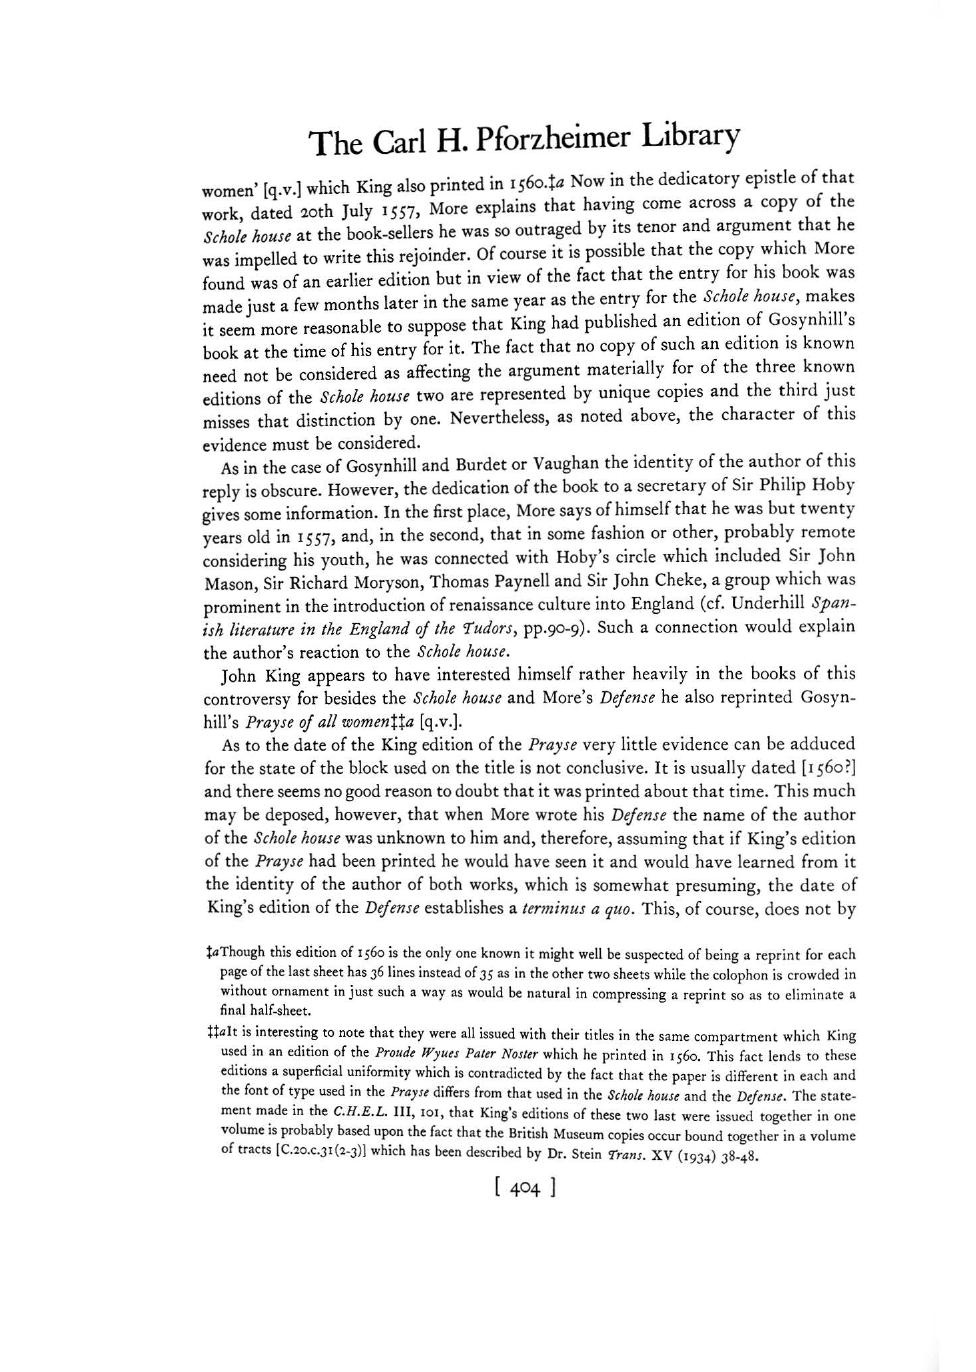 The Carl H. Pforzheimer Library
women' [q.v.] which King also printed in 1560.‡a Now in the dedicatory epistle of that
work, dated 20th July 1557, More explains that having come across a copy of the
Schole house at the book-sellers he was so outraged by its tenor and argument that he
was impelled to write this rejoinder. Of course it is possible that the copy which More
found was of an earlier edition but in view of the fact that the entry for his book was
made just a few months later in the same year as the entry for the Schole house, makes
it seem more reasonable to suppose that King had published an edition of Gosynhill's
book at the time of his entry for it. The fact that no copy of such an edition is known
need not be considered as affecting the argument materially for of the three known
editions of the Schole house two are represented by unique copies and the third just
misses that distinction by one. Nevertheless, as noted above, the character of this
evidence must be considered.
As in the case of Gosynhill and Burdet or Vaughan the identity of the author of this
reply is obscure. However, the dedication of the book to a secretary of Sir Philip Hoby
gives some information. In the first place, More says of himself that he was but twenty
years old in 1557, and, in the second, that in some fashion or other, probably remote
considering his youth, he was connected with Hoby's circle which included Sir John
Mason, Sir Richard Moryson, Thomas Paynell and Sir John Cheke, a group which was
prominent in the introduction of renaissance culture into England (cf. Underhill Span-
ish literature in the England of the Tudors, pp.90-9). Such a connection would explain
the author's reaction to the Schole house.
John King appears to have interested himself rather heavily in the books of this
controversy for besides the Schole house and More's Defense he also reprinted Gosyn-
hill's Prayse of all women‡‡a [q.v.].
As to the date of the King edition of the Prayse very little evidence can be adduced
for the state of the block used on the title is not conclusive. It is usually dated [1560?]
and there seems no good reason to doubt that it was printed about that time. This much
may be deposed, however, that when More wrote his Defense the name of the author
of the Schole house was unknown to him and, therefore, assuming that if King's edition
of the Prayse had been printed he would have seen it and would have learned from it
the identity of the author of both works, which is somewhat presuming, the date of
King's edition of the Defense establishes a terminus a quo. This, of course, does not by
‡aThough this edition of 1560 is the only one known it might well be suspected of being a reprint for each
page of the last sheet has 36 lines instead of 35 as in the other two sheets while the colophon is crowded in
without ornament in just such a way as would be natural in compressing a reprint so as to eliminate a
final half-sheet.
‡‡aIt is interesting to note that they were all issued with their titles in the same compartment which King
used in an edition of the Proude Wyues Pater Noster which he printed in 1560. This fact lends to these
editions a superficial uniformity which is contradicted by the fact that the paper is different in each and
the font of type used in the Prayse differs from that used in the Schole house and the Defense. The state-
ment made in the C.H.E.L. III, 101, that King's editions of these two last were issued together in one
volume is probably based upon the fact that the British Museum copies occur bound together in a volume
of tracts [C.20.c.31(2-3)] which has been described by Dr. Stein Trans. XV (1934) 38-48.
[ 404 ]